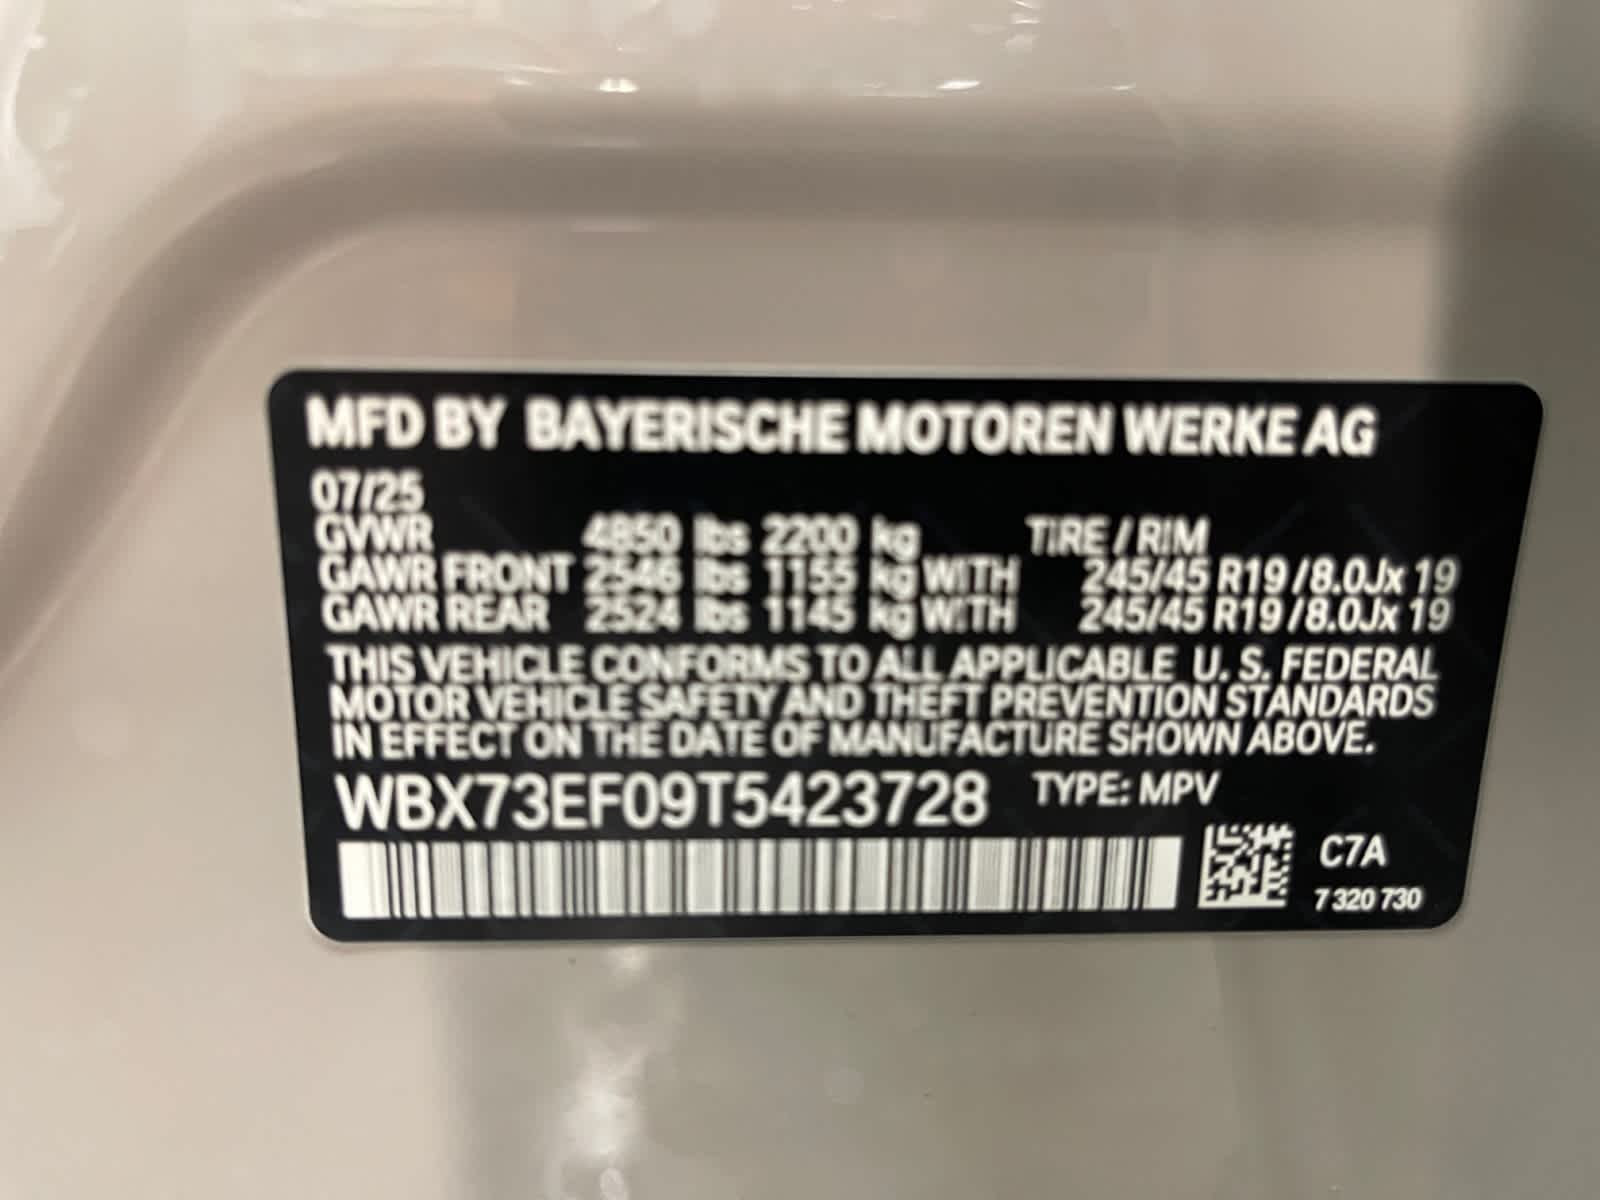 MFD BY BAYERISCHE MOTOREN WERKE AG
07/25
GVWR 4850 lbs 2200 kg TIRE / RIM
GAWR FRONT 2546 lbs 1155 kg WITH 245/45 R19 / 8.0Jx 19
GAWR REAR 2524 lbs 1145 kg WITH 245/45 R19 / 8.0Jx 19
THIS VEHICLE CONFORMS TO ALL APPLICABLE U. S. FEDERAL
MOTOR VEHICLE SAFETY AND THEFT PREVENTION STANDARDS
IN EFFECT ON THE DATE OF MANUFACTURE SHOWN ABOVE.
WBX73EF09T5423728 TYPE: MPV
C7A
7 320 730